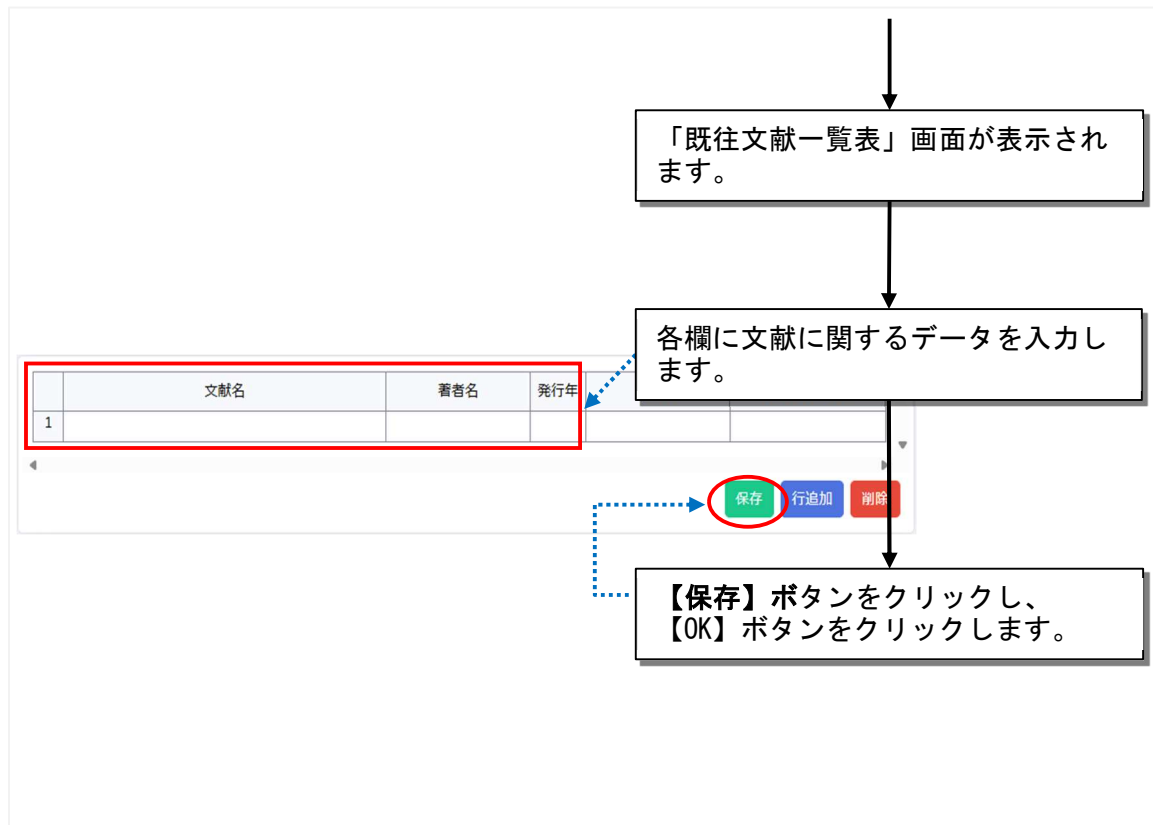 「既往文献一覧表」画面が表示され
ます。
各欄に文献に関するデータを入力し
ます。
文献名
著者名
発行年
1
保存
行追加
削除
【保存】ボタンをクリックし、
【OK】ボタンをクリックします。